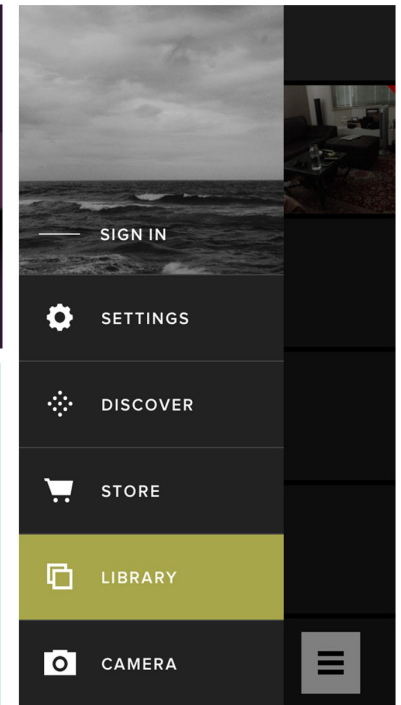 SIGN IN
SETTINGS
DISCOVER
STORE
LIBRARY
CAMERA